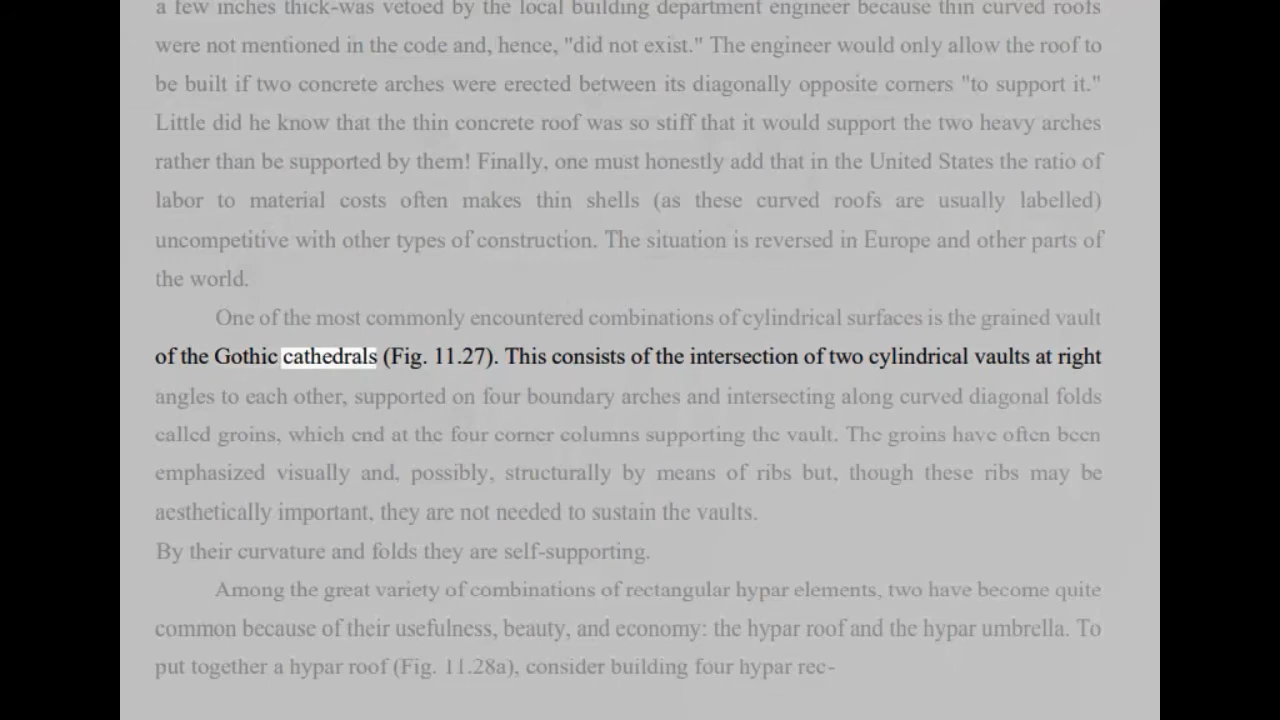 a few inches thick-was vetoed by the local building department engineer because thin curved roofs
were not mentioned in the code and, hence, "did not exist." The engineer would only allow the roof to
be built if two concrete arches were erected between its diagonally opposite corners "to support it."
Little did he know that the thin concrete roof was so stiff that it would support the two heavy arches
rather than be supported by them! Finally, one must honestly add that in the United States the ratio of
labor to material costs often makes thin shells (as these curved roofs are usually labelled)
uncompetitive with other types of construction. The situation is reversed in Europe and other parts of
the world.
One of the most commonly encountered combinations of cylindrical surfaces is the grained vault
of the Gothic cathedrals (Fig. 11.27). This consists of the intersection of two cylindrical vaults at right
angles to each other, supported on four boundary arches and intersecting along curved diagonal folds
called groins, which end at the four corner columns supporting the vault. The groins have often been
emphasized visually and, possibly, structurally by means of ribs but, though these ribs may be
aesthetically important, they are not needed to sustain the vaults.
By their curvature and folds they are self-supporting.
Among the great variety of combinations of rectangular hypar elements, two have become quite
common because of their usefulness, beauty, and economy: the hypar roof and the hypar umbrella. To
put together a hypar roof (Fig. 11.28a), consider building four hypar rec-